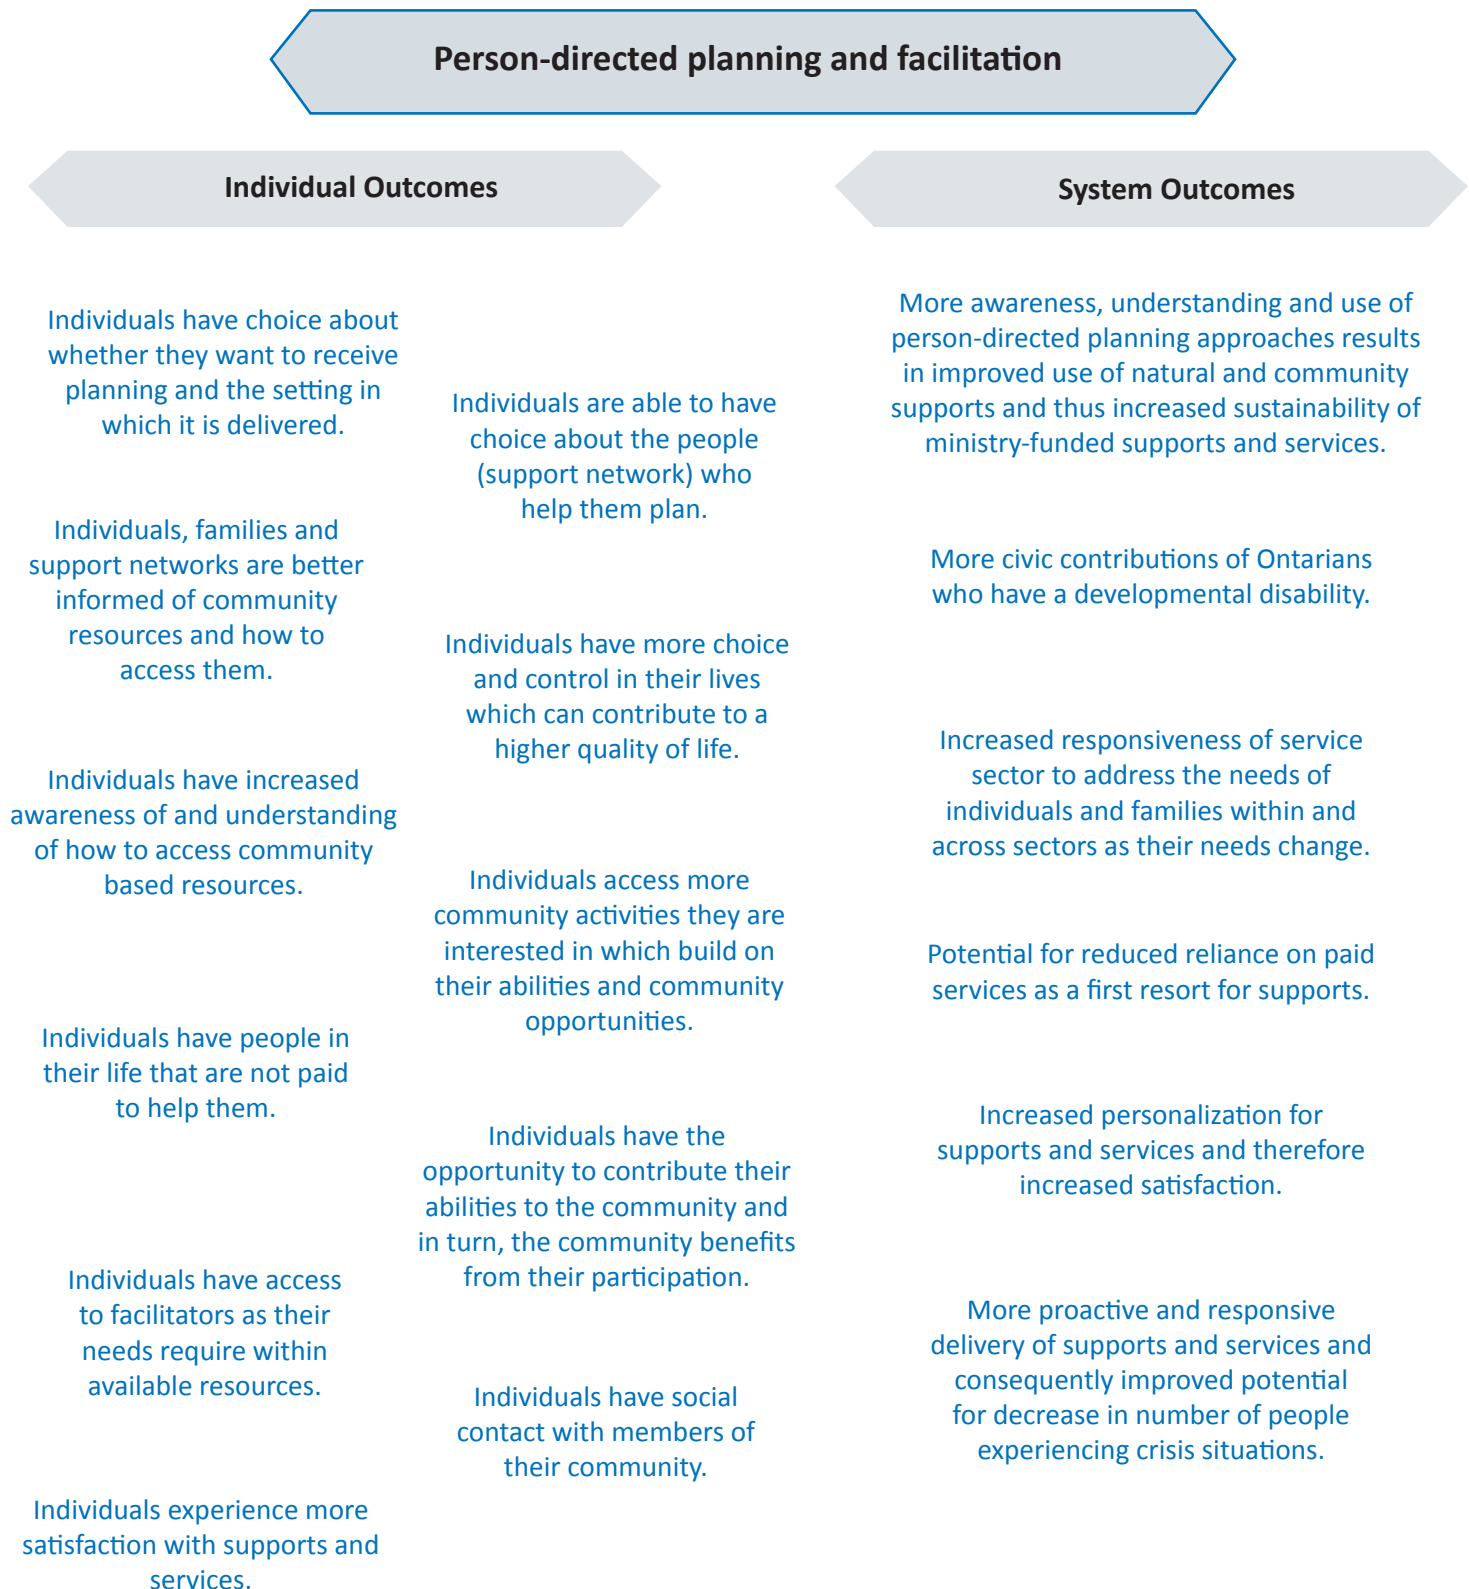 Person-directed planning and facilitation
Individual Outcomes
Individuals have choice about
whether they want to receive
planning and the setting in
which it is delivered.
Individuals, families and
support networks are better
informed of community
resources and how to
access them.
Individuals have increased
awareness of and understanding
of how to access community
based resources.
Individuals have people in
their life that are not paid
to help them.
Individuals have access
to facilitators as their
needs require within
available resources.
Individuals experience more
satisfaction with supports and
services.
Individuals are able to have
choice about the people
(support network) who
help them plan.
Individuals have more choice
and control in their lives
which can contribute to a
higher quality of life.
Individuals access more
community activities they are
interested in which build on
their abilities and community
opportunities.
Individuals have the
opportunity to contribute their
abilities to the community and
in turn, the community benefits
from their participation.
Individuals have social
contact with members of
their community.
System Outcomes
More awareness, understanding and use of
person-directed planning approaches results
in improved use of natural and community
supports and thus increased sustainability of
ministry-funded supports and services.
More civic contributions of Ontarians
who have a developmental disability.
Increased responsiveness of service
sector to address the needs of
individuals and families within and
across sectors as their needs change.
Potential for reduced reliance on paid
services as a first resort for supports.
Increased personalization for
supports and services and therefore
increased satisfaction.
More proactive and responsive
delivery of supports and services and
consequently improved potential
for decrease in number of people
experiencing crisis situations.